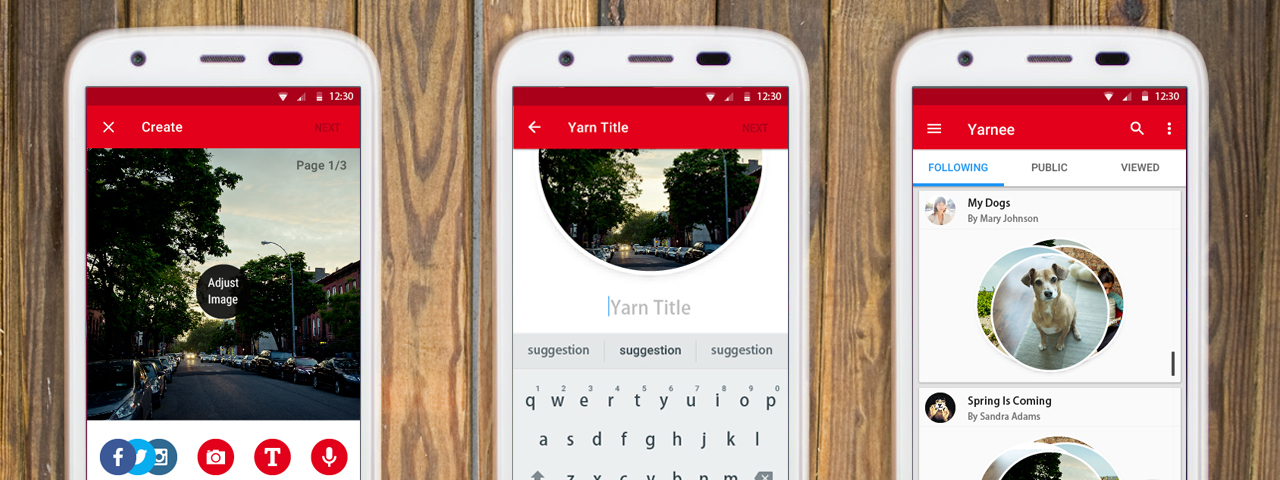 12:30
Create
NEXT
Page 1/3
Adjust
Image
f
T
12:30
Yarn Title
NEXT
Yarn Title
suggestion suggestion suggestion
1 2 3 4 5 6 7 8 9 0
q w e r t y u i o p
a s d f g h j k l
z x c v b n m
12:30
Yarnee
FOLLOWING PUBLIC VIEWED
My Dogs
By Mary Johnson
Spring Is Coming
By Sandra Adams